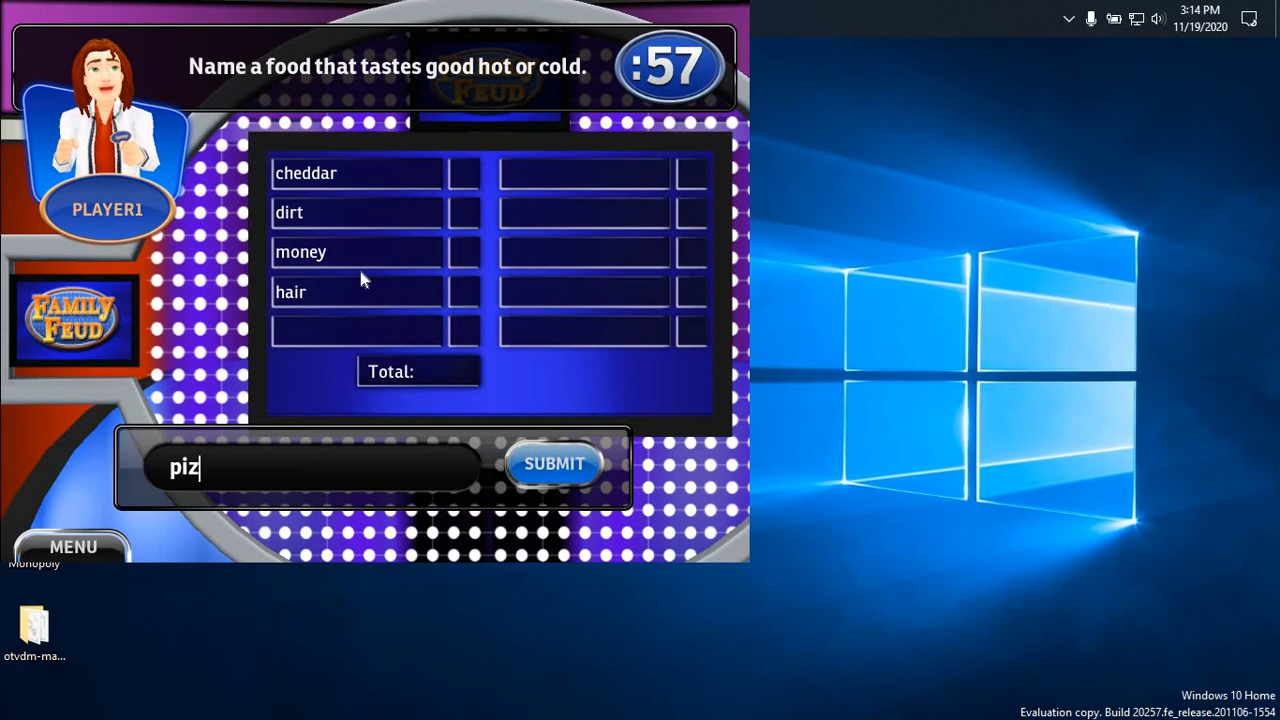 3:14 PM
11/19/2020
Name a food that tastes good hot or cold.
:57
FAMILY
FEUD
PLAYER1
cheddar
dirt
money
hair
Total:
FAMILY
FEUD
piz
SUBMIT
MENU
Monopoly
otvdm-ma...
Windows 10 Home
Evaluation copy. Build 20257.fe_release.201106-1554